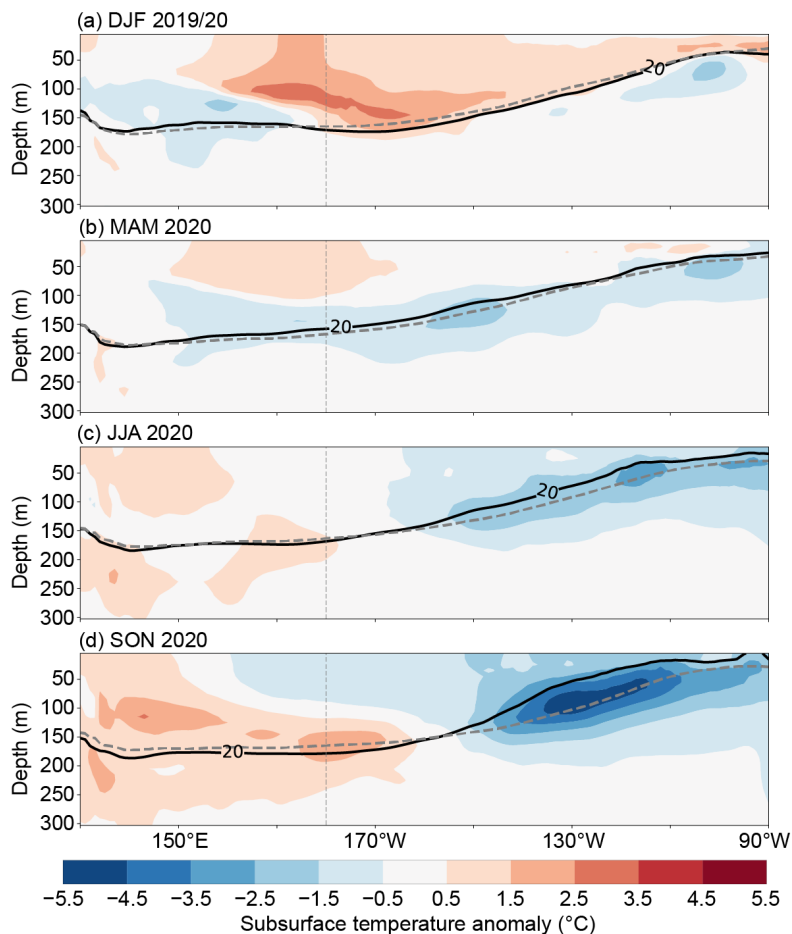 (a) DJF 2019/20
Depth (m)
50
100
150
200
250
300
20
(b) MAM 2020
Depth (m)
50
100
150
200
250
300
20
(c) JJA 2020
Depth (m)
50
100
150
200
250
300
20
(d) SON 2020
Depth (m)
50
100
150
200
250
300
20
150°E 170°W 130°W 90°W
−5.5 −4.5 −3.5 −2.5 −1.5 −0.5 0.5 1.5 2.5 3.5 4.5 5.5
Subsurface temperature anomaly (°C)